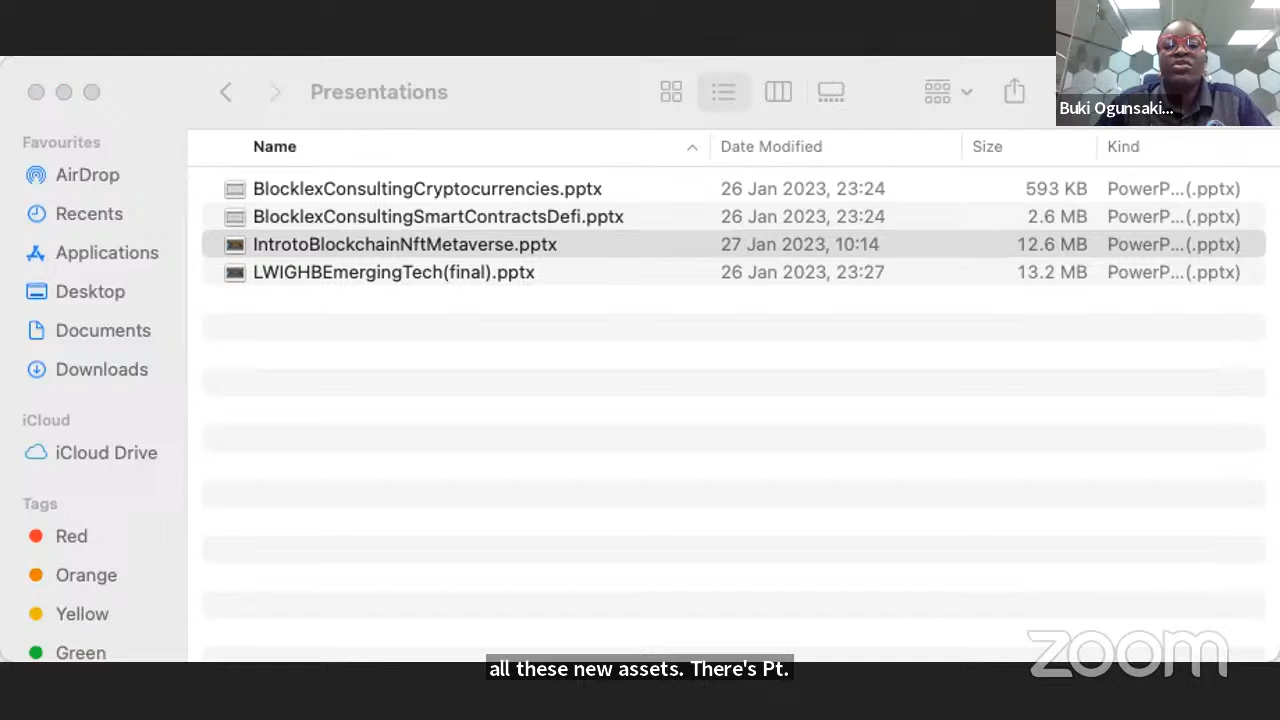 Presentations
Buki Ogunsaki...
Favourites
AirDrop
Recents
Applications
Desktop
Documents
Downloads
iCloud
iCloud Drive
Tags
Red
Orange
Yellow
Green
Name Date Modified Size Kind
BlocklexConsultingCryptocurrencies.pptx 26 Jan 2023, 23:24 593 KB PowerP...(.pptx)
BlocklexConsultingSmartContractsDefi.pptx 26 Jan 2023, 23:24 2.6 MB PowerP...(.pptx)
IntrotoBlockchainNftMetaverse.pptx 27 Jan 2023, 10:14 12.6 MB PowerP...(.pptx)
LWIGHBEmergingTech(final).pptx 26 Jan 2023, 23:27 13.2 MB PowerP...(.pptx)
zoom
all these new assets. There's Pt.